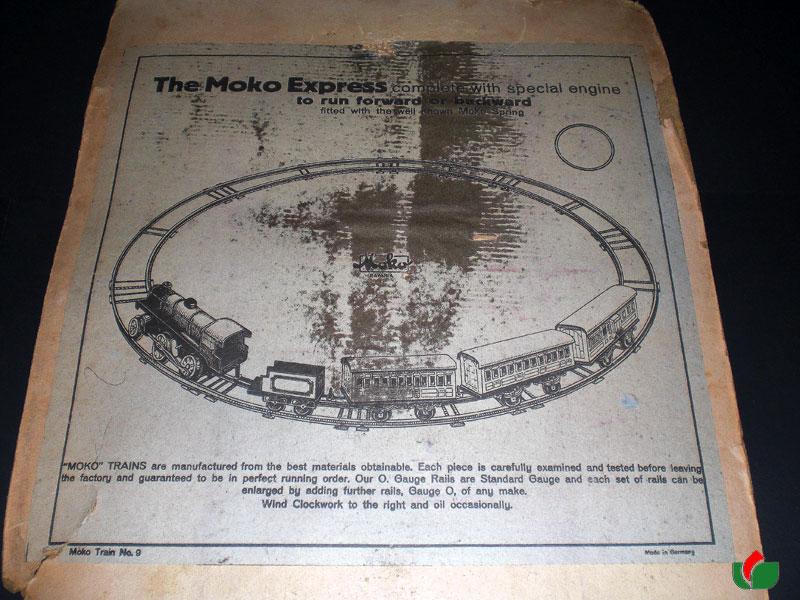 The Moko Express complete with special engine
to run forward or backward
fitted with the well known Moko Spring
Moko
BAVARIA
"MOKO" TRAINS are manufactured from the best materials obtainable. Each piece is carefully examined and tested before leaving
the factory and guaranteed to be in perfect running order. Our O. Gauge Rails are Standard Gauge and each set of rails can be
enlarged by adding further rails, Gauge O, of any make.
Wind Clockwork to the right and oil occasionally.
Moko Train No. 9
Made in Germany